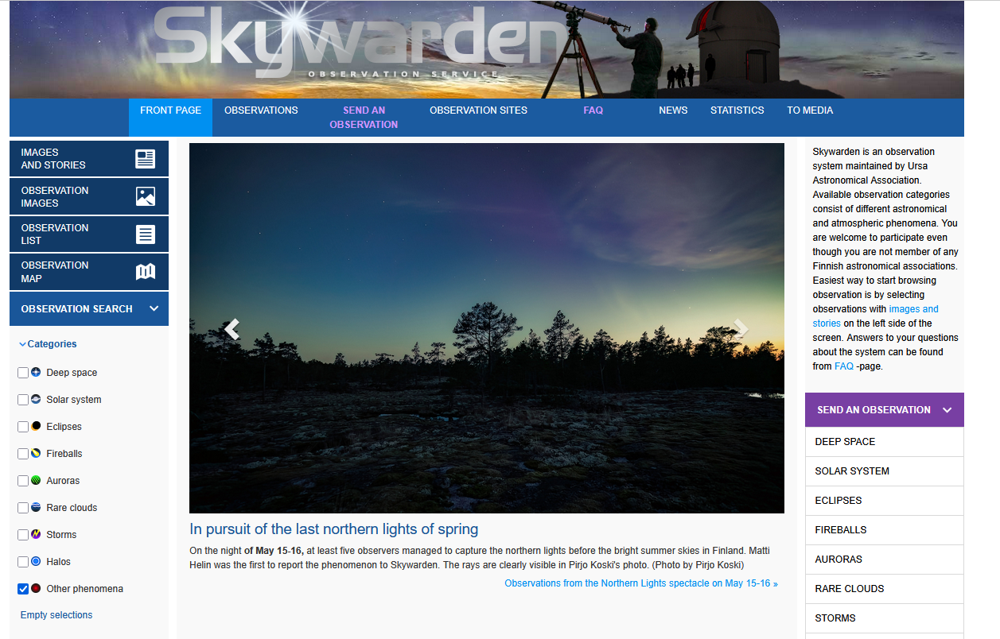 Skywarden
OBSERVATION SERVICE
FRONT PAGE
OBSERVATIONS
SEND AN
OBSERVATION
OBSERVATION SITES
FAQ
NEWS
STATISTICS
TO MEDIA
IMAGES
AND STORIES
OBSERVATION
IMAGES
OBSERVATION
LIST
OBSERVATION
MAP
OBSERVATION SEARCH
Categories
Deep space
Solar system
Eclipses
Fireballs
Auroras
Rare clouds
Storms
Halos
Other phenomena
Empty selections
In pursuit of the last northern lights of spring
On the night of May 15-16, at least five observers managed to capture the northern lights before the bright summer skies in Finland. Matti
Helin was the first to report the phenomenon to Skywarden. The rays are clearly visible in Pirjo Koski's photo. (Photo by Pirjo Koski)
Observations from the Northern Lights spectacle on May 15-16 »
Skywarden is an observation
system maintained by Ursa
Astronomical Association.
Available observation categories
consist of different astronomical
and atmospheric phenomena. You
are welcome to participate even
though you are not member of any
Finnish astronomical associations.
Easiest way to start browsing
observation is by selecting
observations with images and
stories on the left side of the
screen. Answers to your questions
about the system can be found
from FAQ -page.
SEND AN OBSERVATION
DEEP SPACE
SOLAR SYSTEM
ECLIPSES
FIREBALLS
AURORAS
RARE CLOUDS
STORMS